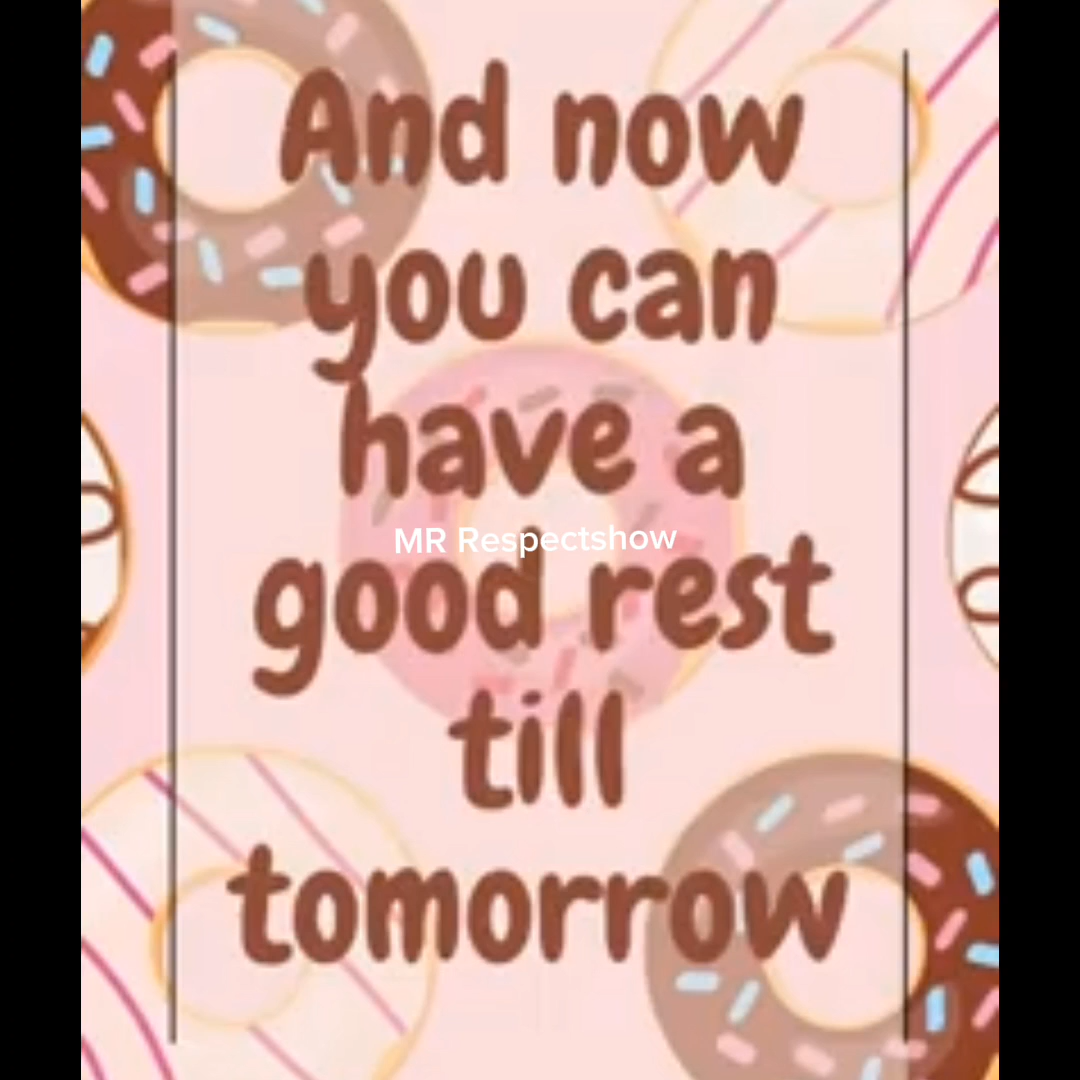 And now
you can
have a
MR Respectshow
good rest
till
tomorrow